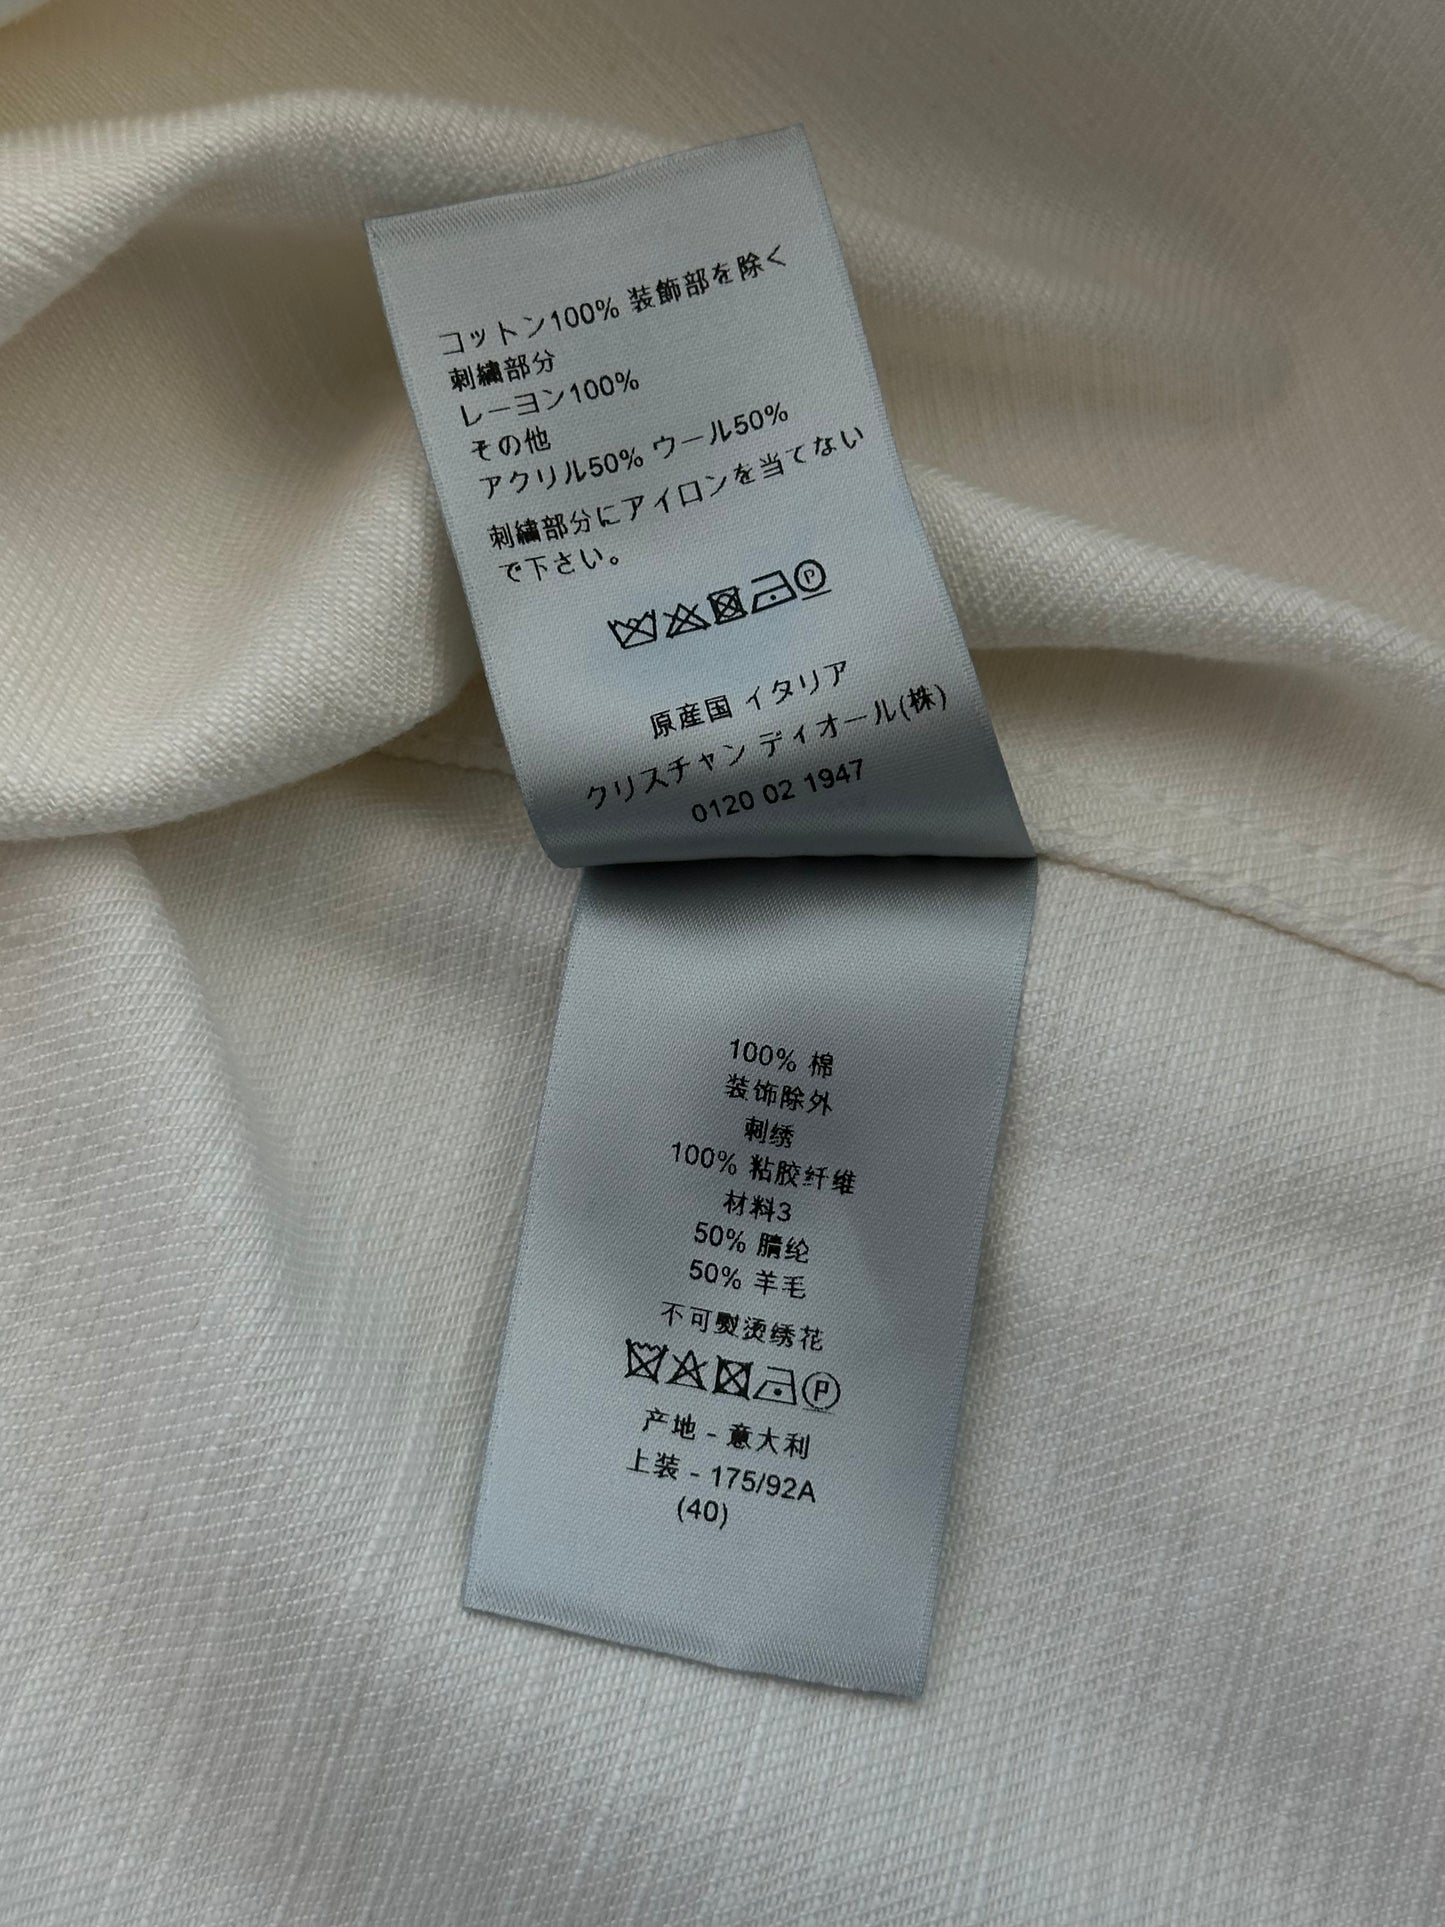 コットン100% 装飾部を除く
刺繍部分
レーヨン100%
その他
アクリル50% ウール50%
刺繍部分にアイロンを当てない
で下さい。
P
原産国 イタリア
クリスチャン ディオール(株)
0120 02 1947
100% 棉
装饰除外
刺绣
100% 粘胶纤维
材料3
50% 腈纶
50% 羊毛
不可熨烫绣花
P
产地 - 意大利
上装 - 175/92A
(40)